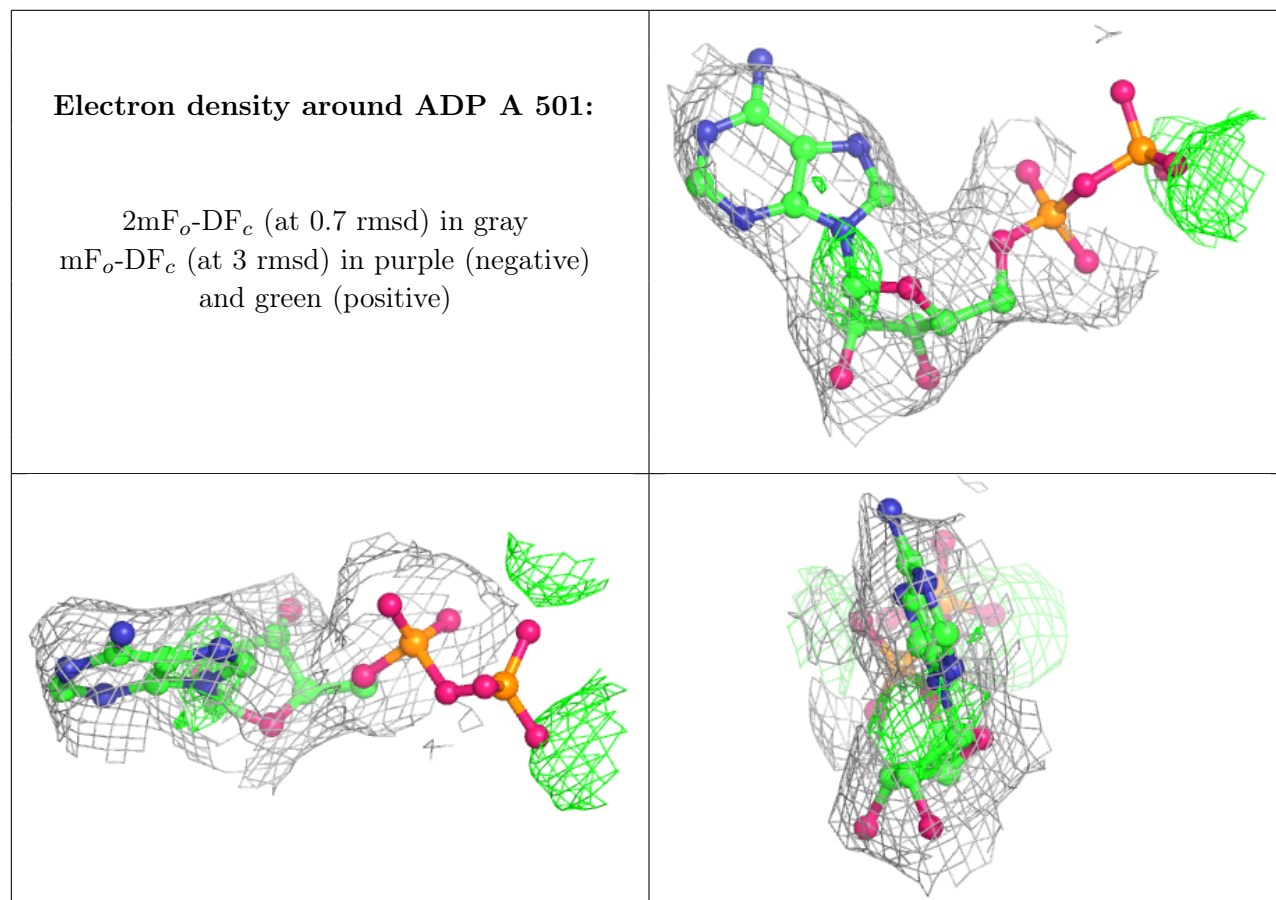 Electron density around ADP A 501:
2mFₒ-DF𝒸 (at 0.7 rmsd) in gray
mFₒ-DF𝒸 (at 3 rmsd) in purple (negative)
and green (positive)